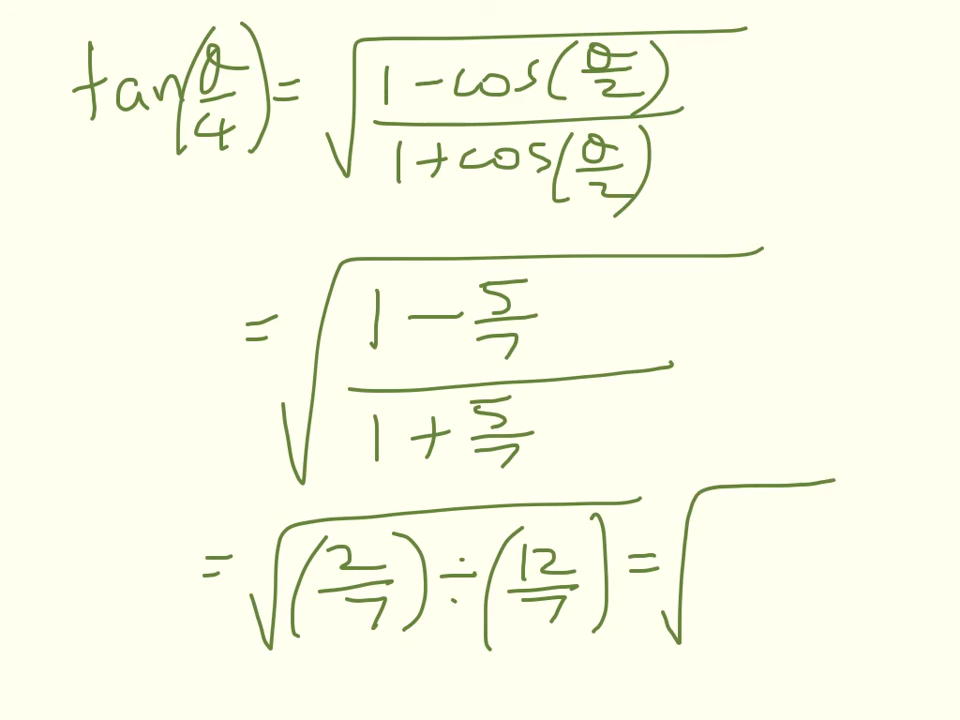 tan(θ/4) = √((1 - cos(θ/2))/(1 + cos(θ/2)))
= √((1 - 5/7)/(1 + 5/7))
= √((2/7) ÷ (12/7)) = √